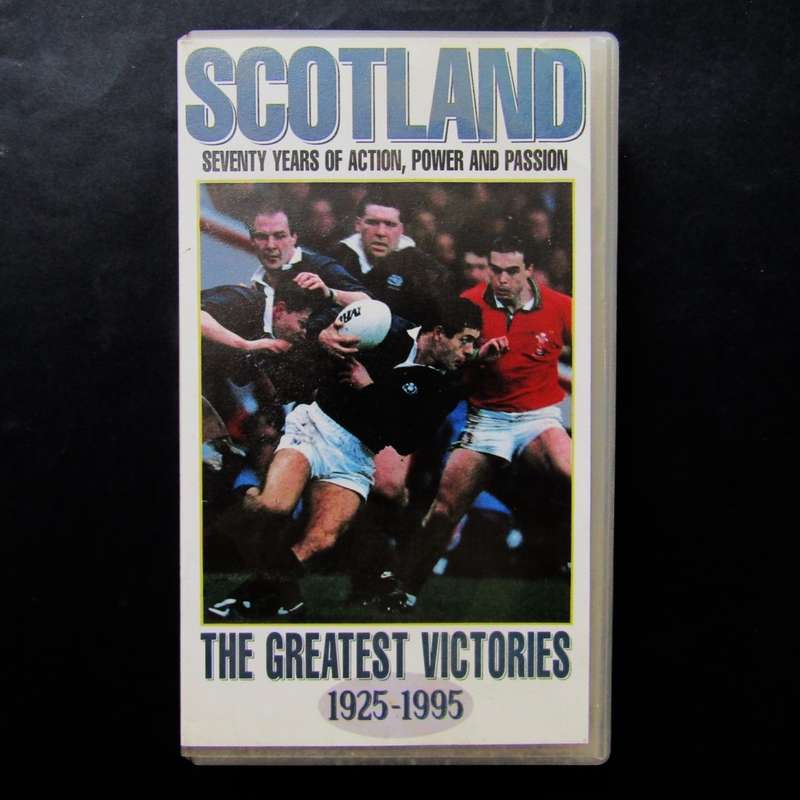 SCOTLAND
SEVENTY YEARS OF ACTION, POWER AND PASSION
THE GREATEST VICTORIES
1925-1995